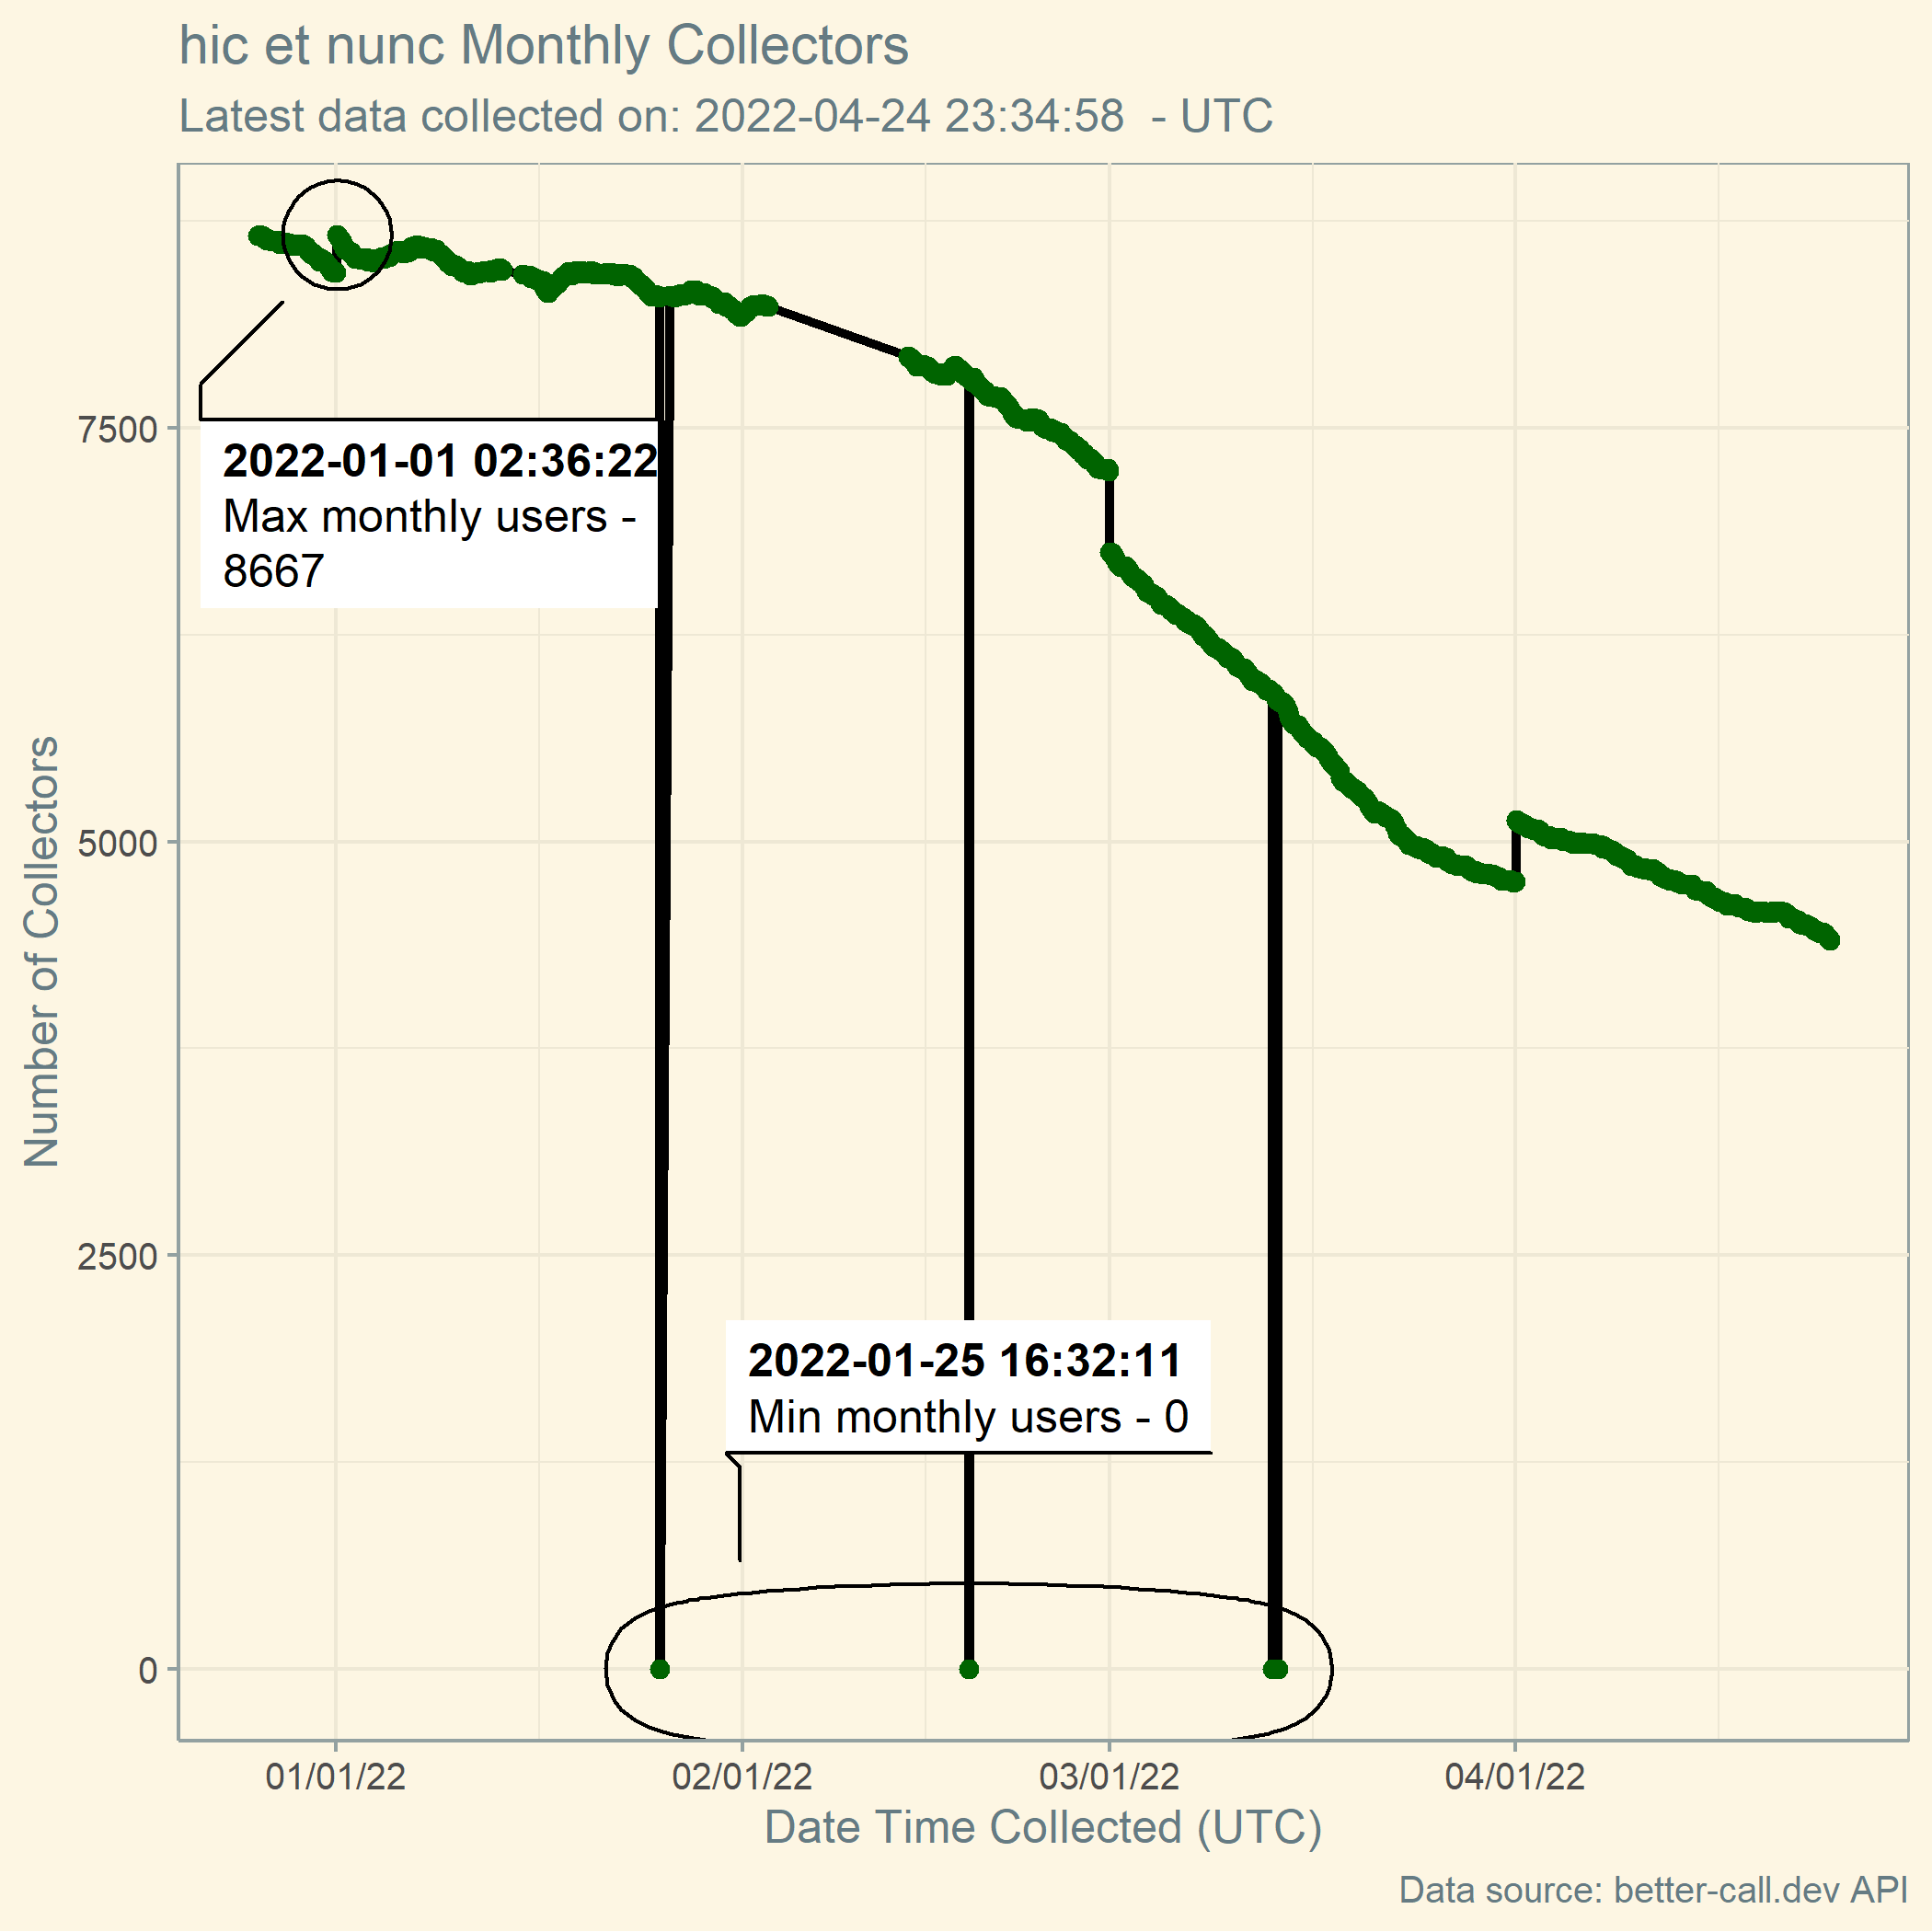 hic et nunc Monthly Collectors
Latest data collected on: 2022-04-24 23:34:58  - UTC
Number of Collectors
7500
5000
2500
0
2022-01-01 02:36:22
Max monthly users -
8667
2022-01-25 16:32:11
Min monthly users - 0
01/01/22 02/01/22 03/01/22 04/01/22
Date Time Collected (UTC)
Data source: better-call.dev API